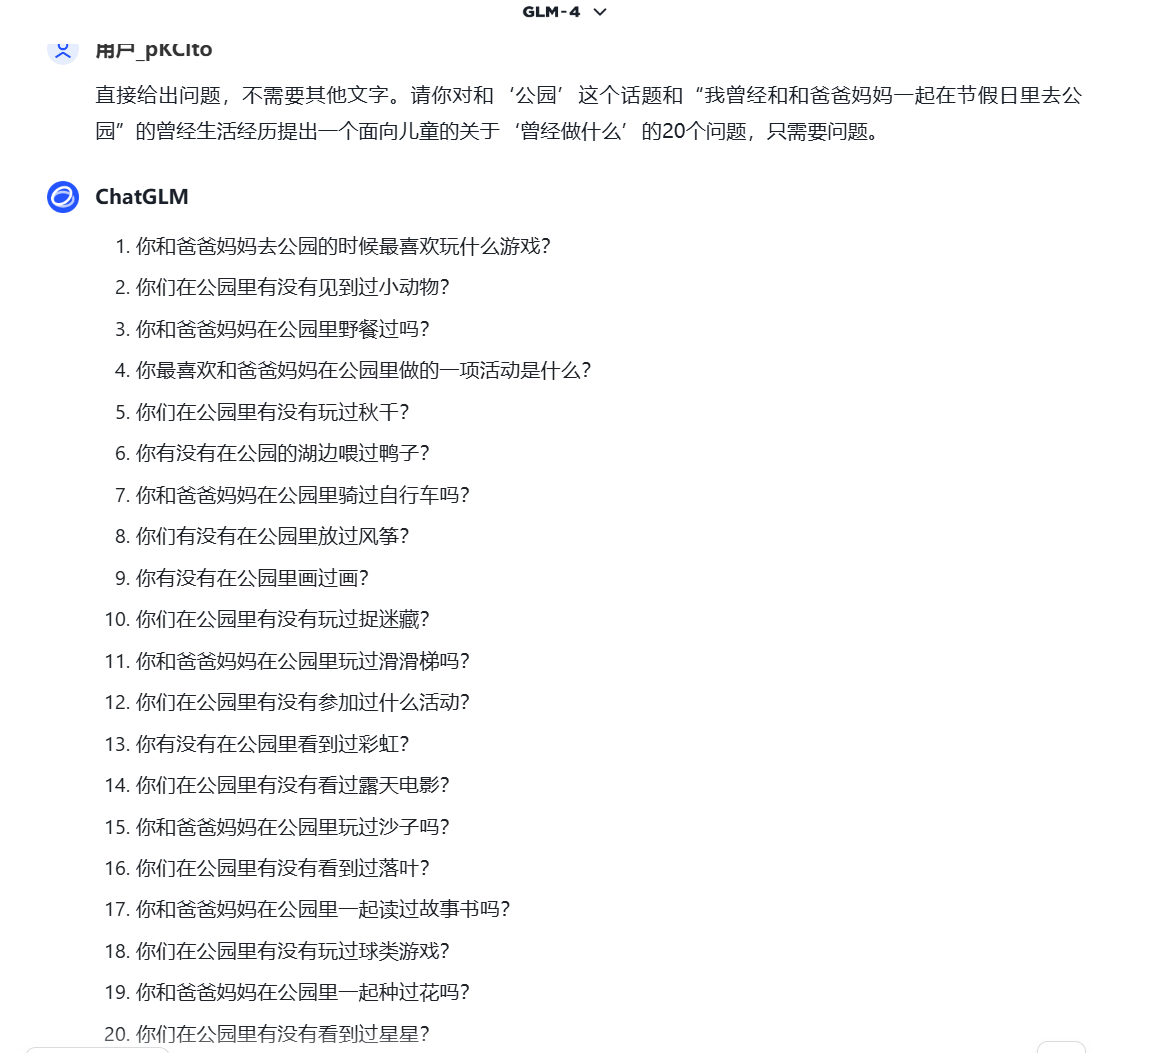 GLM-4
用户_pKCIto
直接给出问题，不需要其他文字。请你对和‘公园’这个话题和“我曾经和和爸爸妈妈一起在节假日里去公
园”的曾经生活经历提出一个面向儿童的关于‘曾经做什么’的20个问题，只需要问题。
ChatGLM
1. 你和爸爸妈妈去公园的时候最喜欢玩什么游戏？
2. 你们在公园里有没有见到过小动物？
3. 你和爸爸妈妈在公园里野餐过吗？
4. 你最喜欢和爸爸妈妈在公园里做的一项活动是什么？
5. 你们在公园里有没有玩过秋千？
6. 你有没有在公园的湖边喂过鸭子？
7. 你和爸爸妈妈在公园里骑过自行车吗？
8. 你们有没有在公园里放过风筝？
9. 你有没有在公园里画过画？
10. 你们在公园里有没有玩过捉迷藏？
11. 你和爸爸妈妈在公园里玩过滑滑梯吗？
12. 你们在公园里有没有参加过什么活动？
13. 你有没有在公园里看到过彩虹？
14. 你们在公园里有没有看过露天电影？
15. 你和爸爸妈妈在公园里玩过沙子吗？
16. 你们在公园里有没有看到过落叶？
17. 你和爸爸妈妈在公园里一起读过故事书吗？
18. 你们在公园里有没有玩过球类游戏？
19. 你和爸爸妈妈在公园里一起种过花吗？
20. 你们在公园里有没有看到过星星？